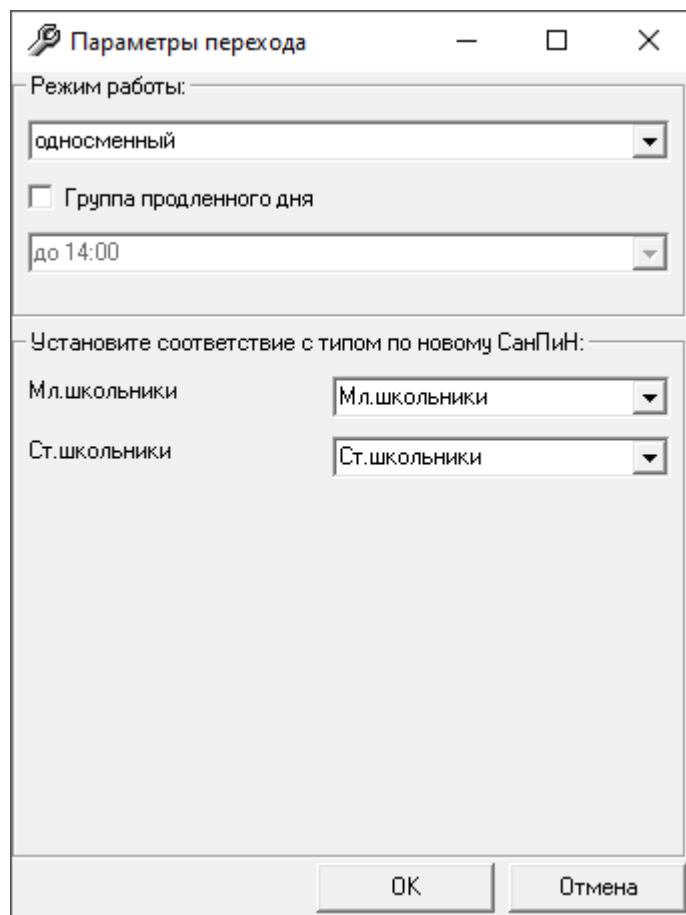 Параметры перехода
Режим работы:
односменный
Группа продленного дня
до 14:00
Установите соответствие с типом по новому СанПиН:
Мл.школьники Мл.школьники
Ст.школьники Ст.школьники
OK Отмена